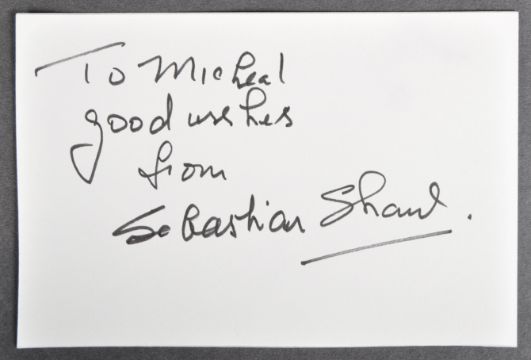 To Micheal
good wishes
from
Sebastian Shaw.